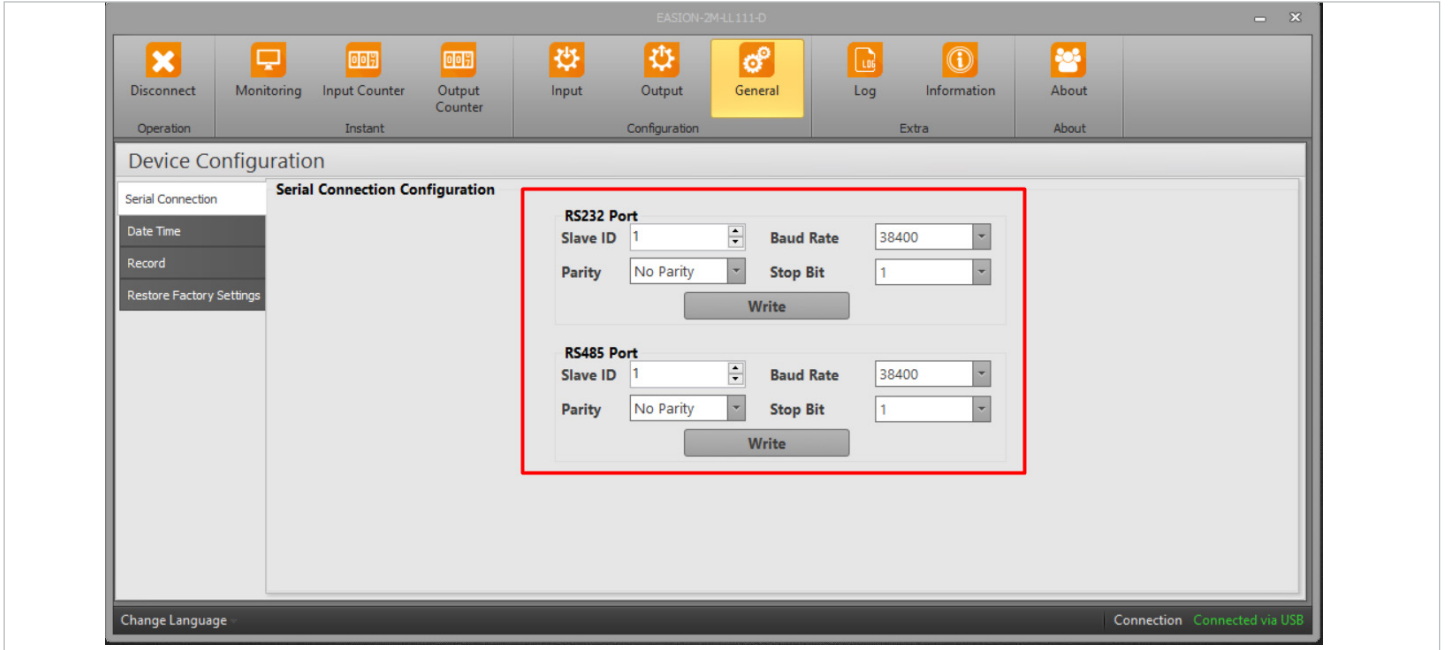 EASION-2M-LL111-D
Disconnect Monitoring Input Counter Output Counter Input Output General Log Information About
Operation Instant Configuration Extra About
Device Configuration
Serial Connection
Date Time
Record
Restore Factory Settings
Serial Connection Configuration
RS232 Port
Slave ID 1 Baud Rate 38400
Parity No Parity Stop Bit 1
Write
RS485 Port
Slave ID 1 Baud Rate 38400
Parity No Parity Stop Bit 1
Write
Change Language Connection Connected via USB